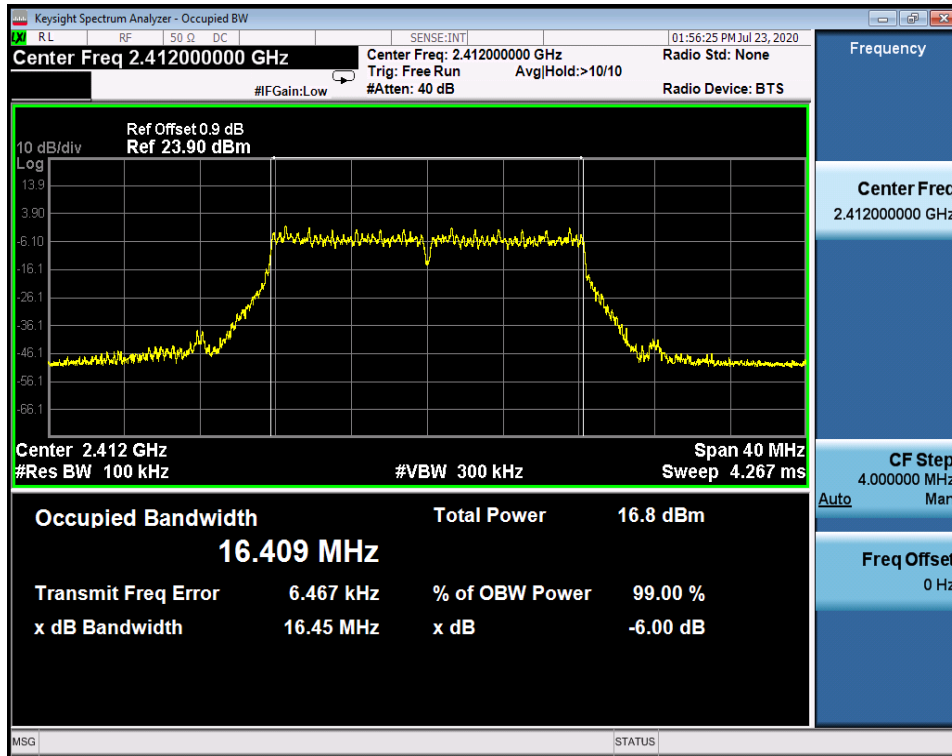 Keysight Spectrum Analyzer - Occupied BW
LXI RL RF 50 Ω DC SENSE:INT 01:56:25 PM Jul 23, 2020
Center Freq 2.412000000 GHz
Center Freq: 2.412000000 GHz
Radio Std: None
Trig: Free Run Avg|Hold:>10/10
#IFGain:Low
#Atten: 40 dB
Radio Device: BTS
Ref Offset 0.9 dB
10 dB/div Ref 23.90 dBm
Log
13.9
3.90
-6.10
-16.1
-26.1
-36.1
-46.1
-56.1
-66.1
Center 2.412 GHz Span 40 MHz
#Res BW 100 kHz #VBW 300 kHz Sweep 4.267 ms
Occupied Bandwidth Total Power 16.8 dBm
16.409 MHz
Transmit Freq Error 6.467 kHz % of OBW Power 99.00 %
x dB Bandwidth 16.45 MHz x dB -6.00 dB
MSG STATUS
Frequency
Center Freq
2.412000000 GHz
CF Step
4.000000 MHz
Auto Man
Freq Offset
0 Hz